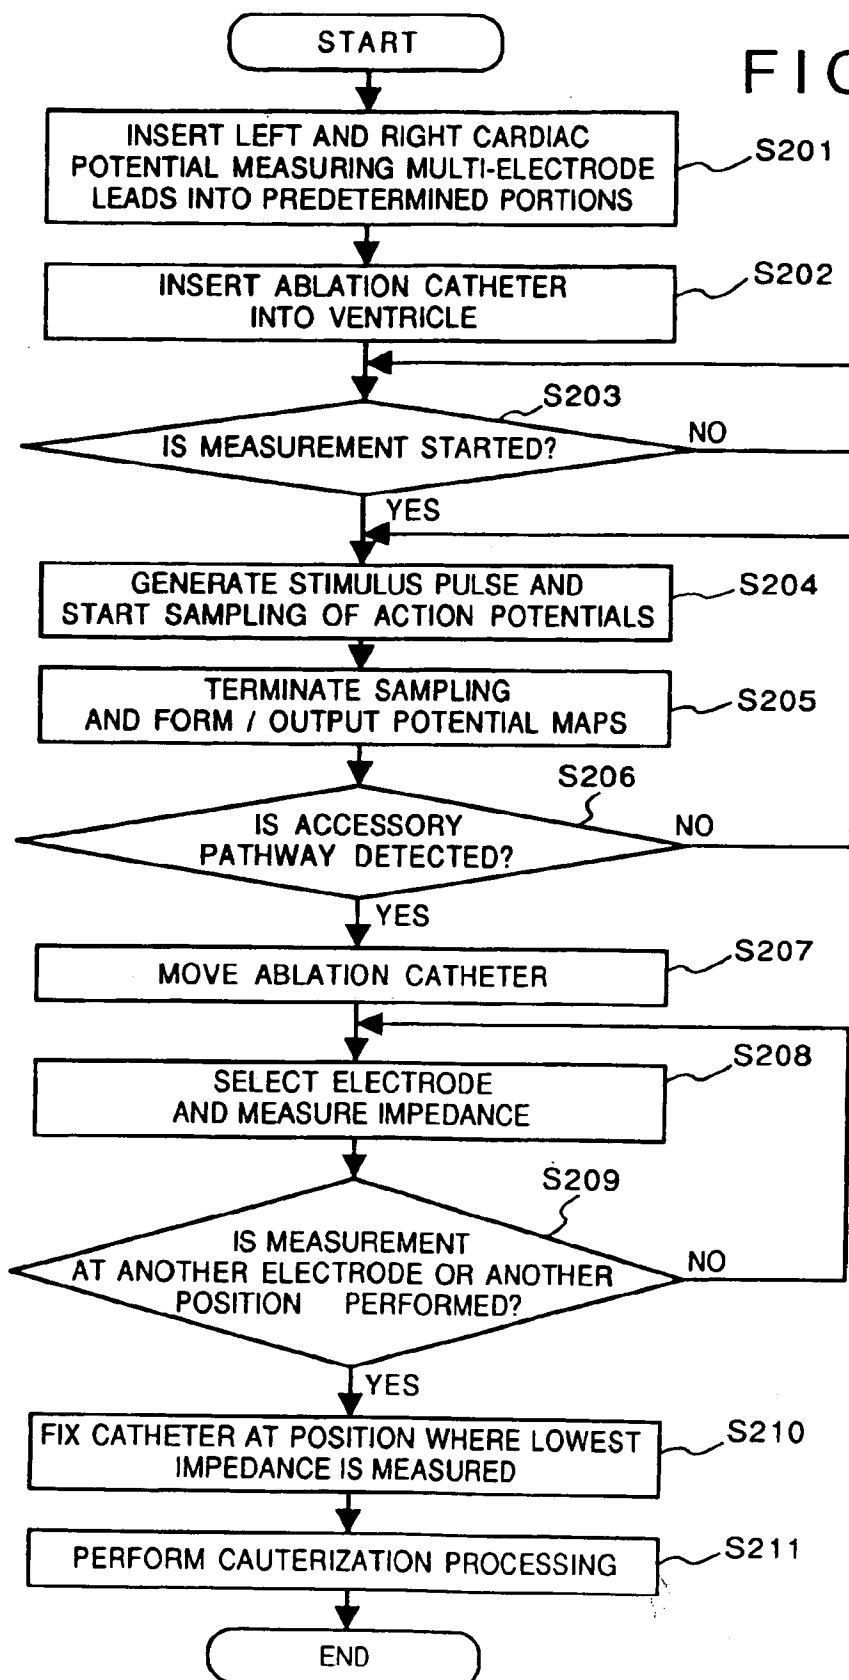 START
FIG
INSERT LEFT AND RIGHT CARDIAC
POTENTIAL MEASURING MULTI-ELECTRODE
LEADS INTO PREDETERMINED PORTIONS
S201
INSERT ABLATION CATHETER
INTO VENTRICLE
S202
S203
IS MEASUREMENT STARTED?
NO
YES
GENERATE STIMULUS PULSE AND
START SAMPLING OF ACTION POTENTIALS
S204
TERMINATE SAMPLING
AND FORM / OUTPUT POTENTIAL MAPS
S205
S206
IS ACCESSORY
PATHWAY DETECTED?
NO
YES
MOVE ABLATION CATHETER
S207
SELECT ELECTRODE
AND MEASURE IMPEDANCE
S208
S209
IS MEASUREMENT
AT ANOTHER ELECTRODE OR ANOTHER
POSITION PERFORMED?
NO
YES
FIX CATHETER AT POSITION WHERE LOWEST
IMPEDANCE IS MEASURED
S210
PERFORM CAUTERIZATION PROCESSING
S211
END